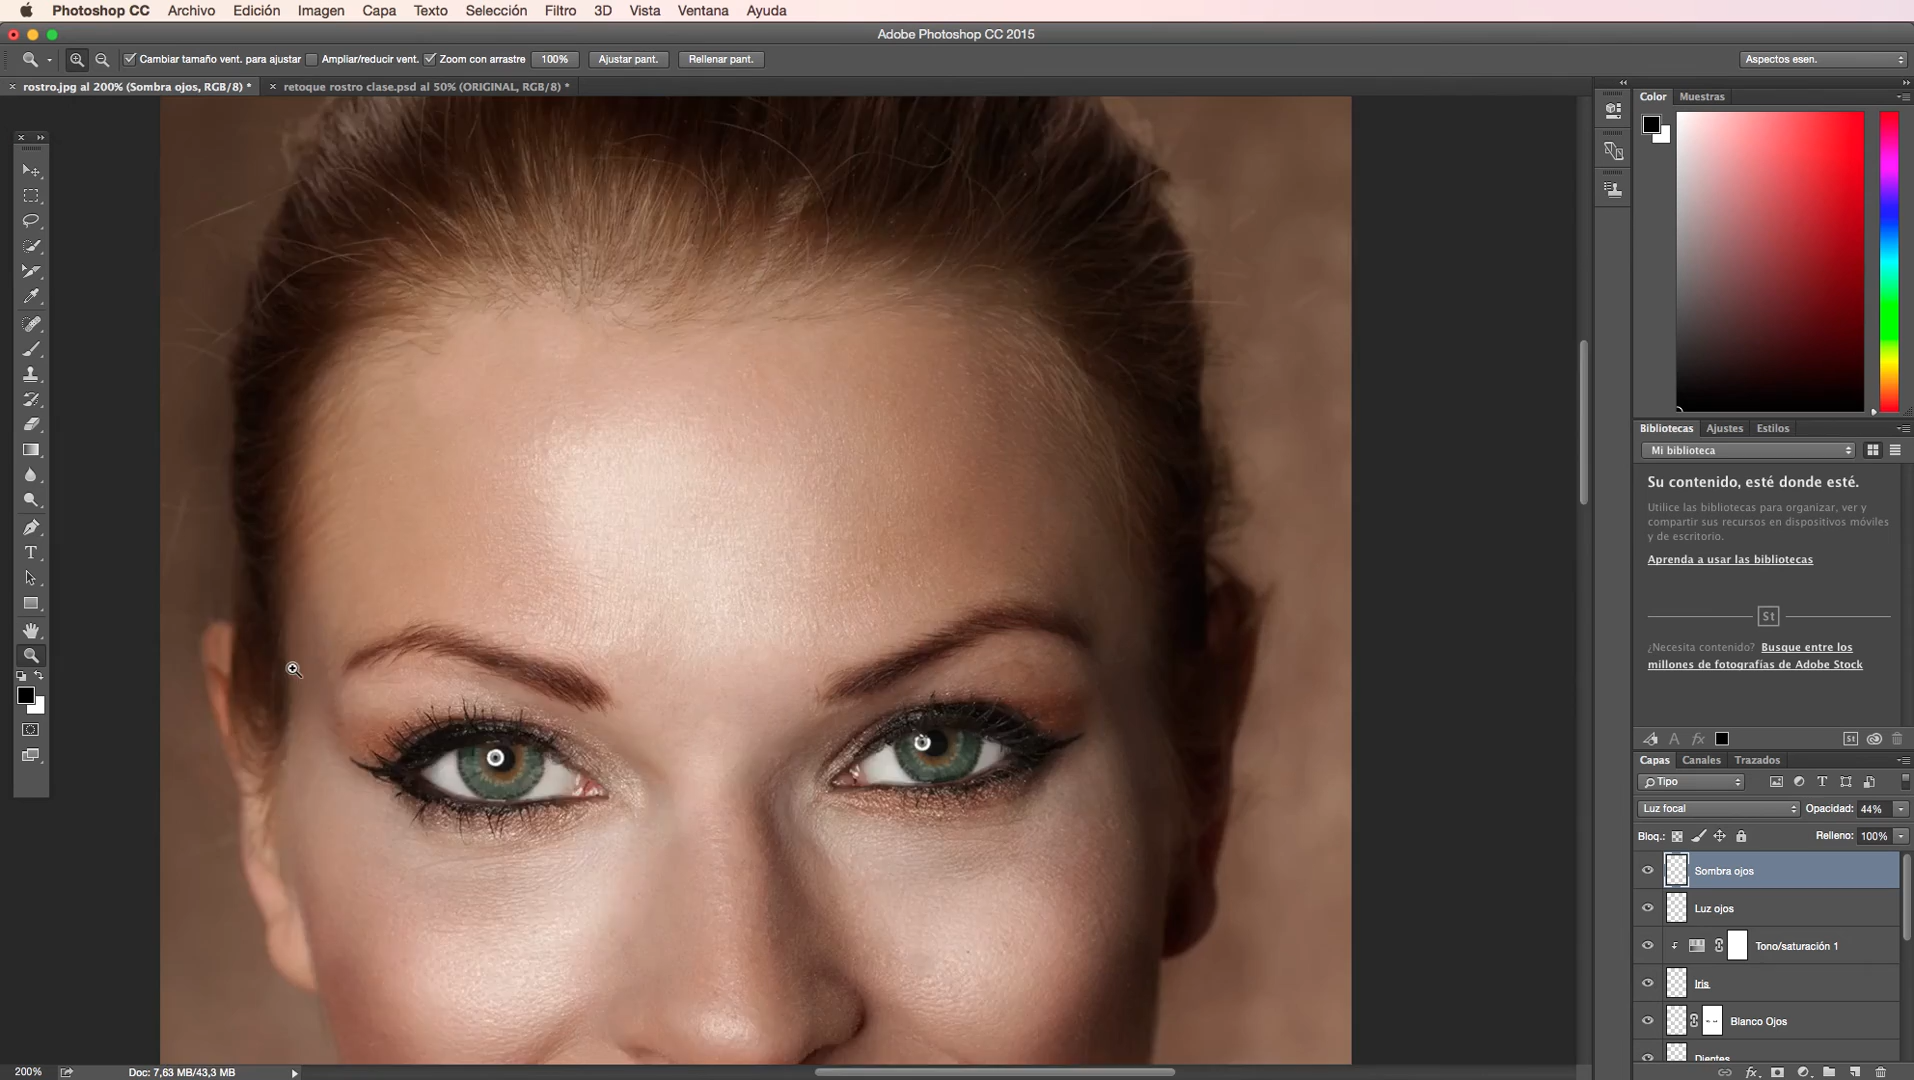 Photoshop CC Archivo Edición Imagen Capa Texto Selección Filtro 3D Vista Ventana Ayuda
Adobe Photoshop CC 2015
Cambiar tamaño vent. para ajustar Ampliar/reducir vent. Zoom con arrastre 100% Ajustar pant. Rellenar pant. Aspectos esen.
× rostro.jpg al 200% (Sombra ojos, RGB/8) * × retoque rostro clase.psd al 50% (ORIGINAL, RGB/8) *
Color Muestras
Bibliotecas Ajustes Estilos
Mi biblioteca
Su contenido, esté donde esté.
Utilice las bibliotecas para organizar, ver y
compartir sus recursos en dispositivos móviles
y de escritorio.
Aprenda a usar las bibliotecas
St
¿Necesita contenido? Busque entre los
millones de fotografías de Adobe Stock
Capas Canales Trazados
Tipo
Luz focal Opacidad: 44%
Bloq.: Relleno: 100%
Sombra ojos
Luz ojos
Tono/saturación 1
Iris
Blanco Ojos
Dientes
200% Doc: 7,63 MB/43,3 MB